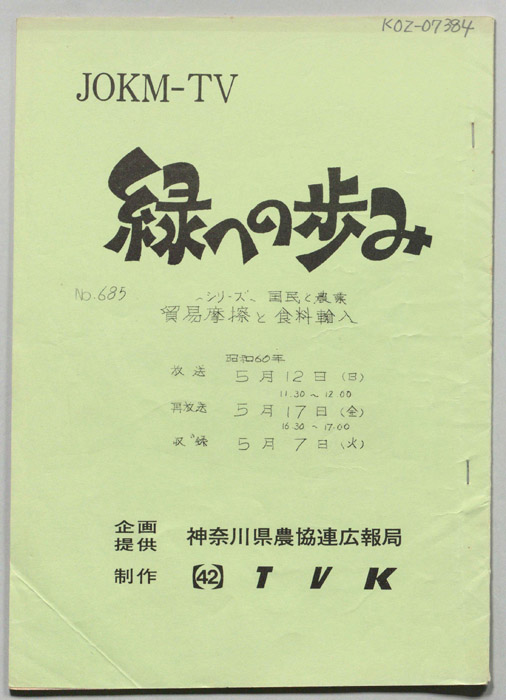 KOZ-07384
JOKM-TV
緑への歩み
No.685
~シリーズ~ 国民と農業
貿易摩擦と食料輸入
昭和60年
放送 5月12日(日)
11.30~12.00
再放送 5月17日(金)
16.30~17.00
収録 5月7日(火)
企画
提供 神奈川県農協連広報局
制作 42 TVK